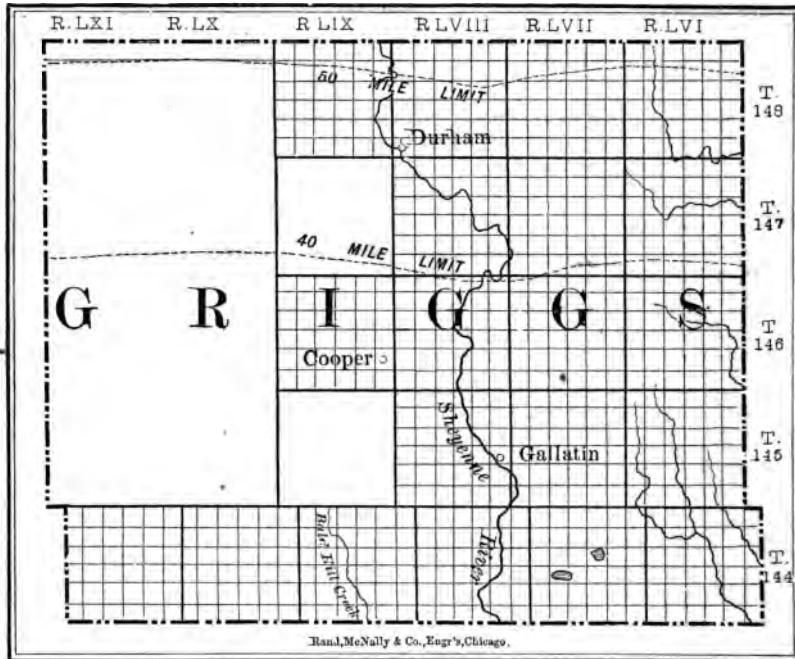 R.LXI R.LX R LIX R.LVIII R.LVII R.LVI
50 MILE LIMIT
T. 148
Durham
T. 147
40 MILE LIMIT
G R I G G S
T 146
Cooper
Sheyenne
Gallatin
T. 145
River
Bald Hill Creek
T. 144
Rand, McNally & Co., Engr's, Chicago.